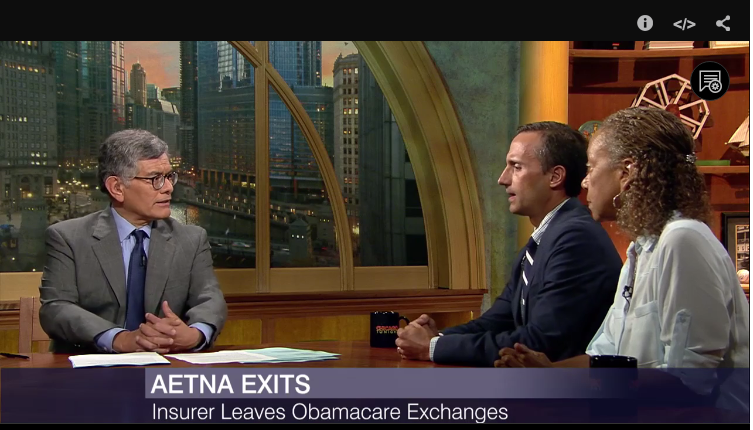 </>
AETNA EXITS
Insurer Leaves Obamacare Exchanges